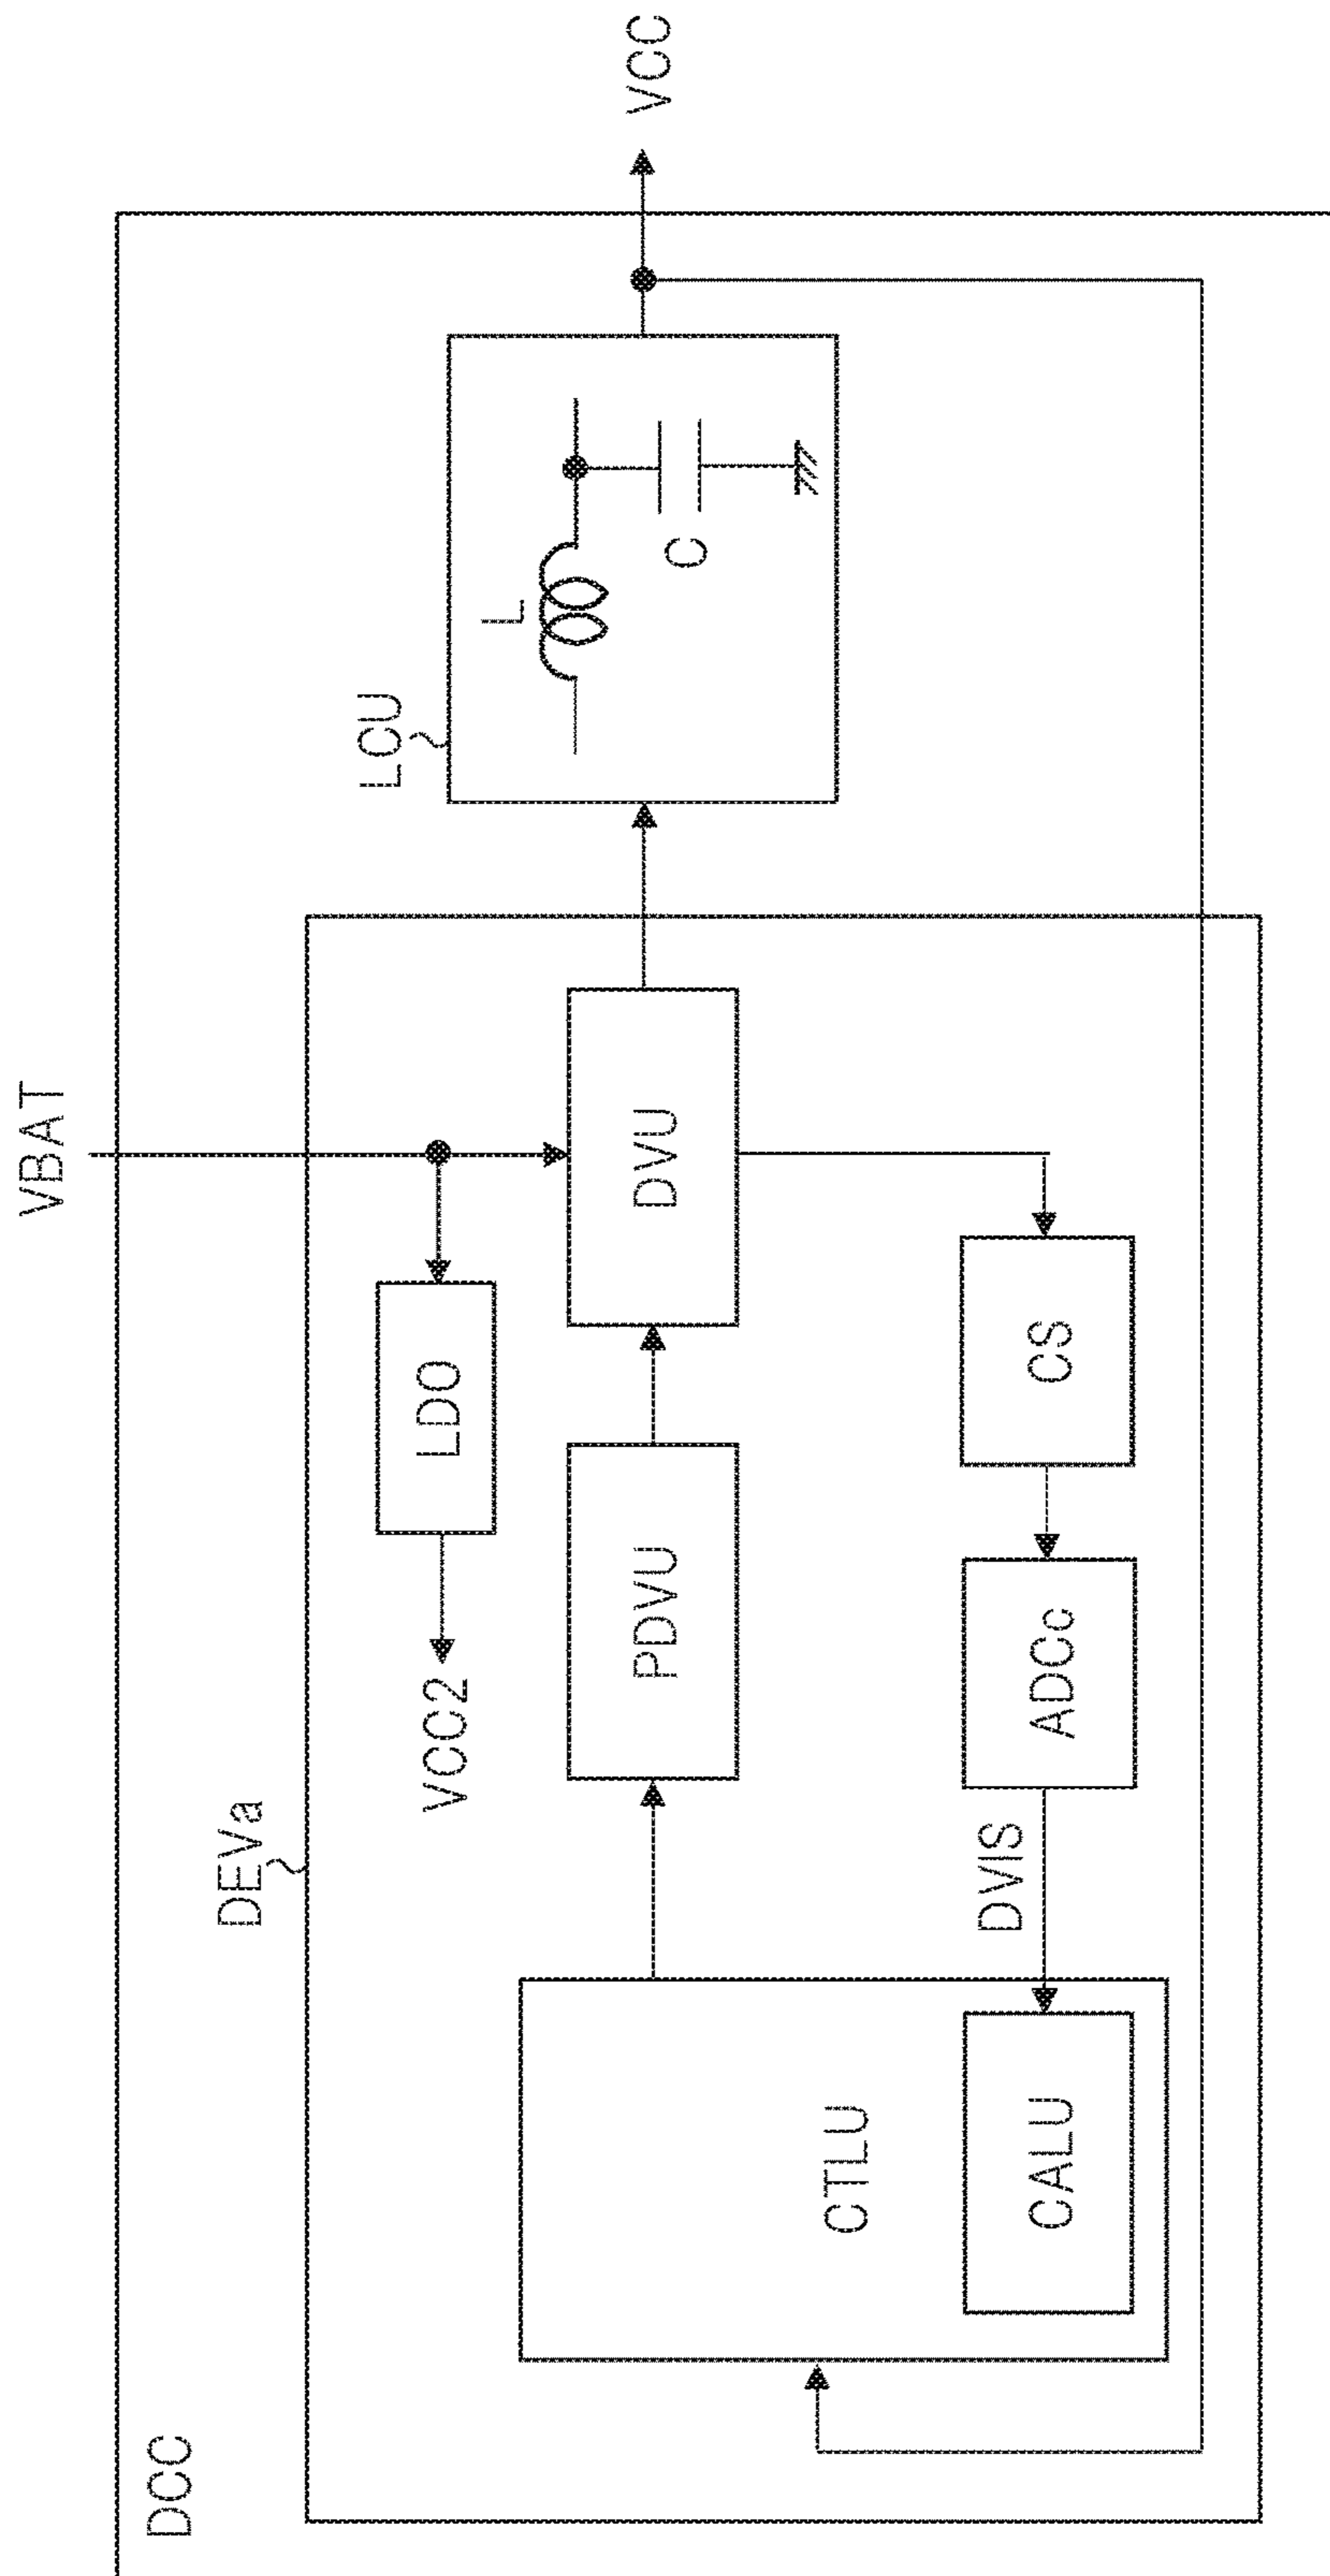 DCC
VBAT
DEVa
LCU
L
C
VCC
LDO
VCC2
PDVU
DVU
CTLU
CALU
DVIS
ADCc
CS